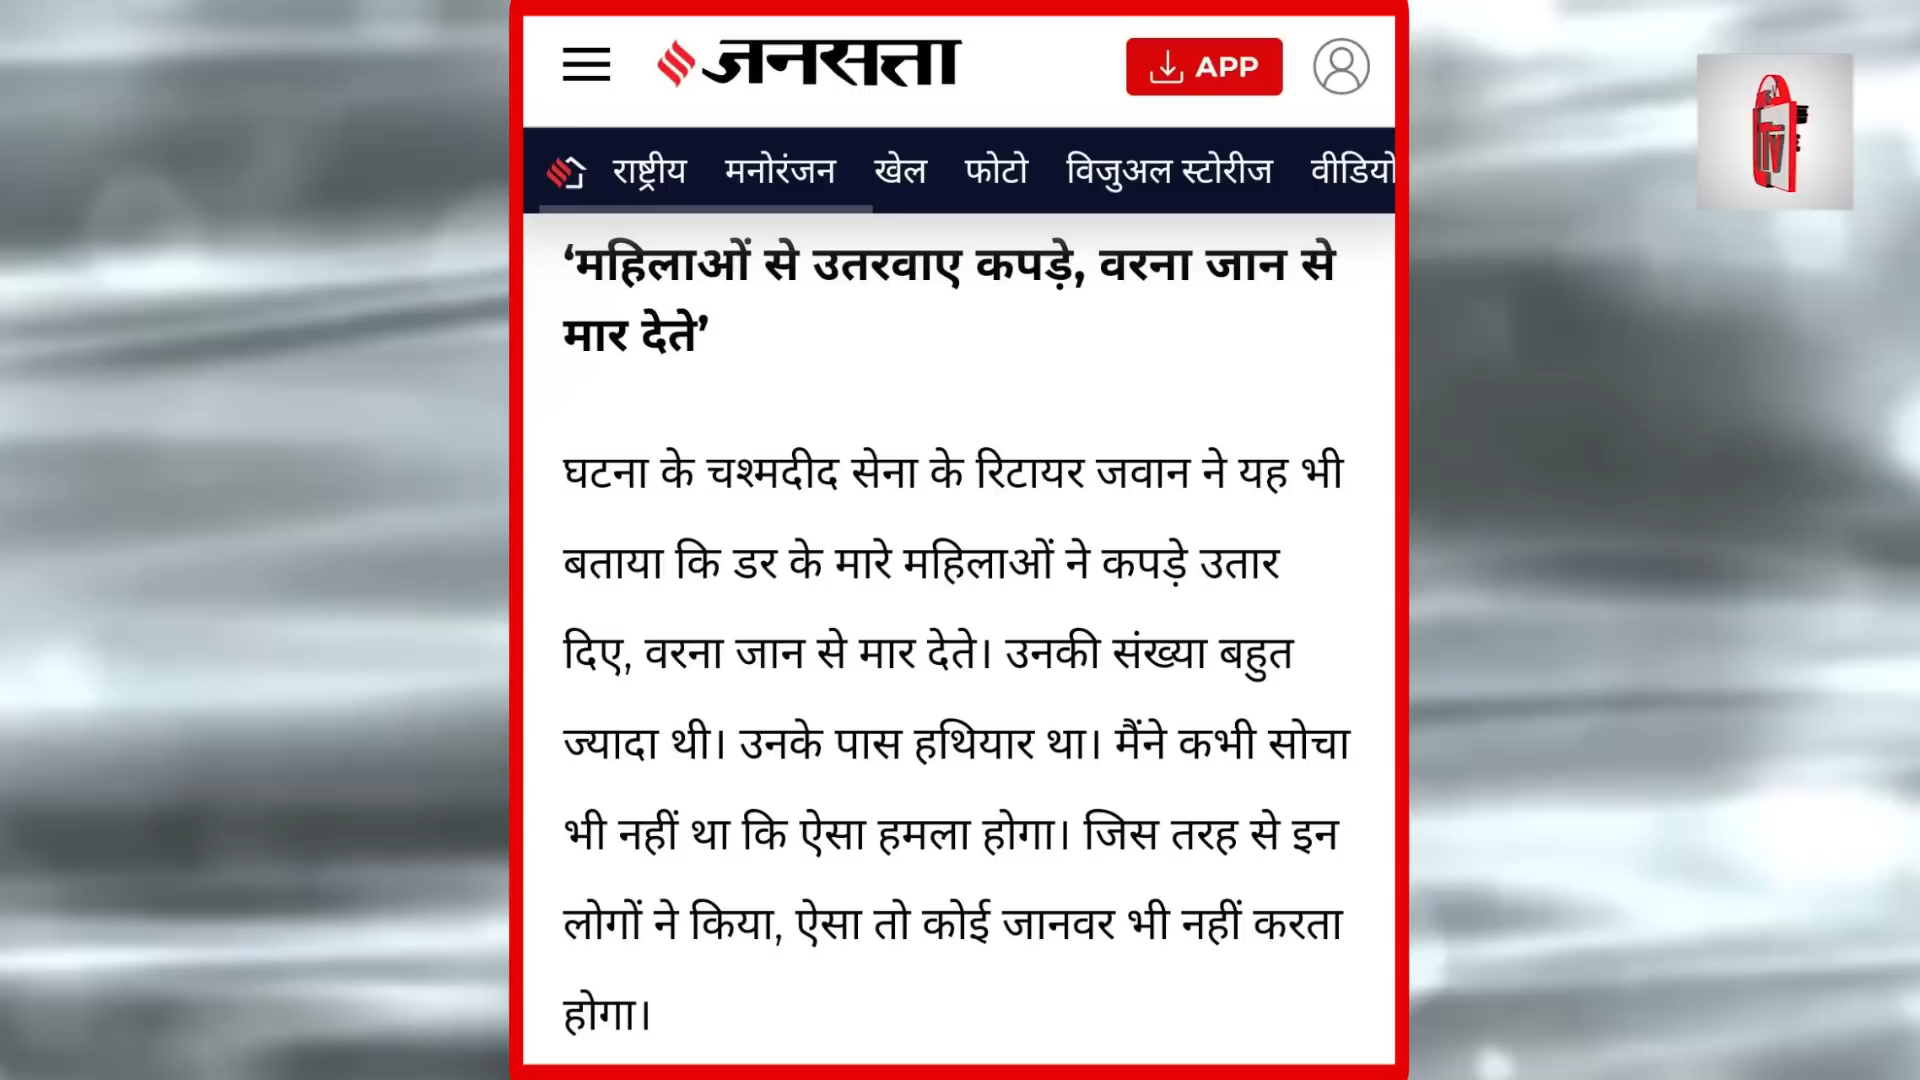 जनसत्ता
APP
राष्ट्रीय मनोरंजन खेल फोटो विजुअल स्टोरीज वीडियो
‘महिलाओं से उतरवाए कपड़े, वरना जान से
मार देते’
घटना के चश्मदीद सेना के रिटायर जवान ने यह भी
बताया कि डर के मारे महिलाओं ने कपड़े उतार
दिए, वरना जान से मार देते। उनकी संख्या बहुत
ज्यादा थी। उनके पास हथियार था। मैंने कभी सोचा
भी नहीं था कि ऐसा हमला होगा। जिस तरह से इन
लोगों ने किया, ऐसा तो कोई जानवर भी नहीं करता
होगा।